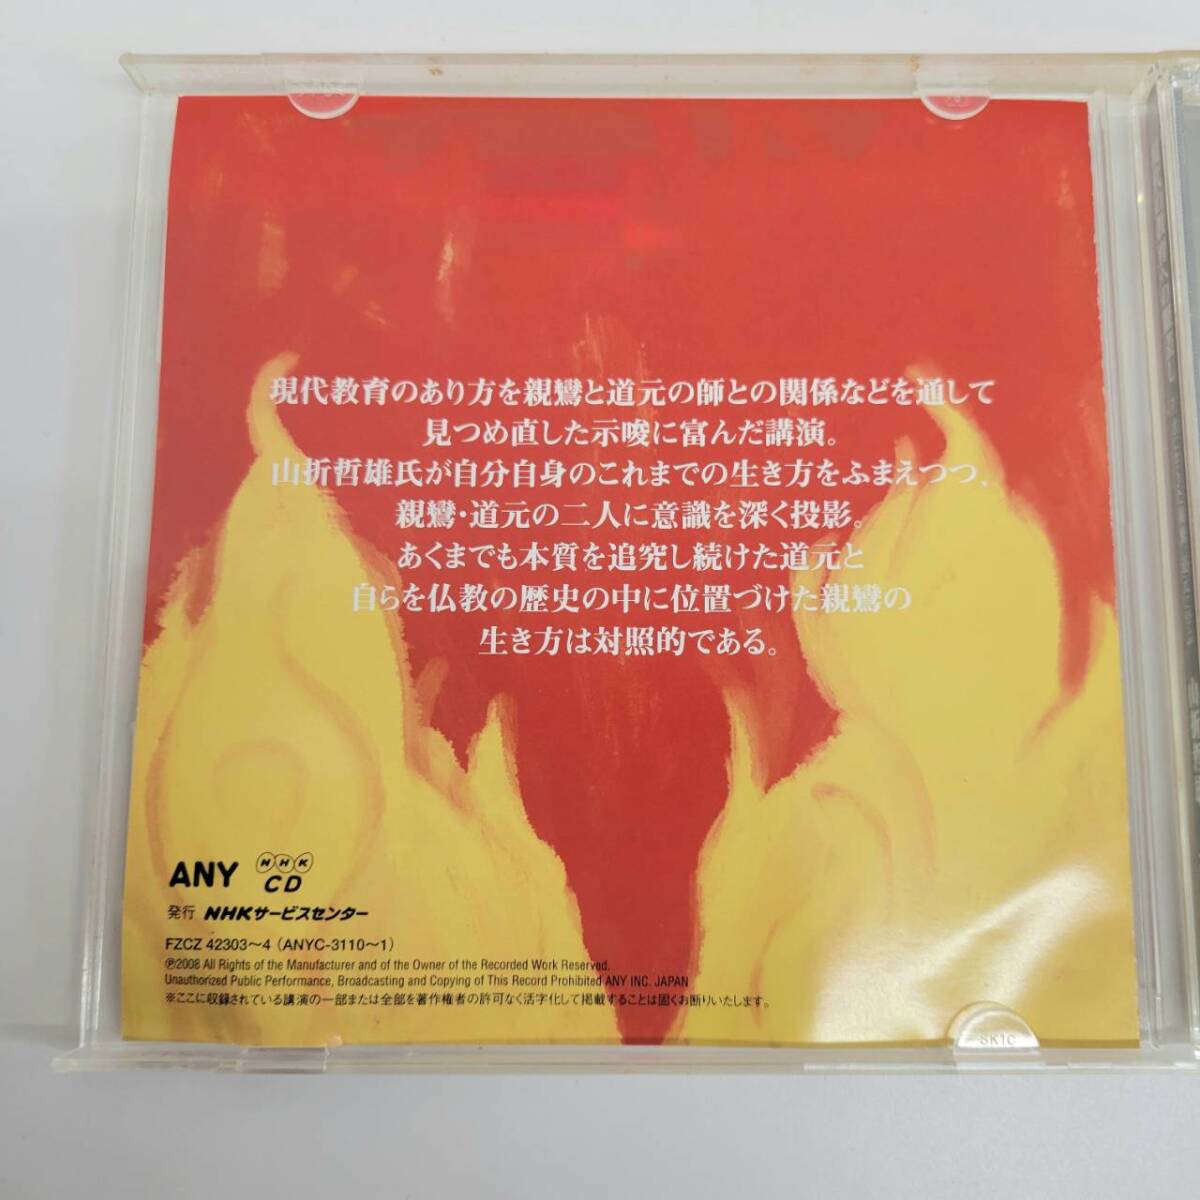 現代教育のあり方を親鸞と道元の師との関係などを通して
見つめ直した示唆に富んだ講演。
山折哲雄氏が自分自身のこれまでの生き方をふまえつつ、
親鸞・道元の二人に意識を深く投影。
あくまでも本質を追究し続けた道元と
自らを仏教の歴史の中に位置づけた親鸞の
生き方は対照的である。
ANY NHK CD
発行 NHKサービスセンター
FZCZ 42303〜4 (ANYC-3110〜1)
℗2008 All Rights of the Manufacturer and of the Owner of the Recorded Work Reserved.
Unauthorized Public Performance, Broadcasting and Copying of This Record Prohibited ANY INC. JAPAN
※ここに収録されている講演の一部または全部を著作権者の許可なく活字化して掲載することは固くお断りいたします。
SK1C